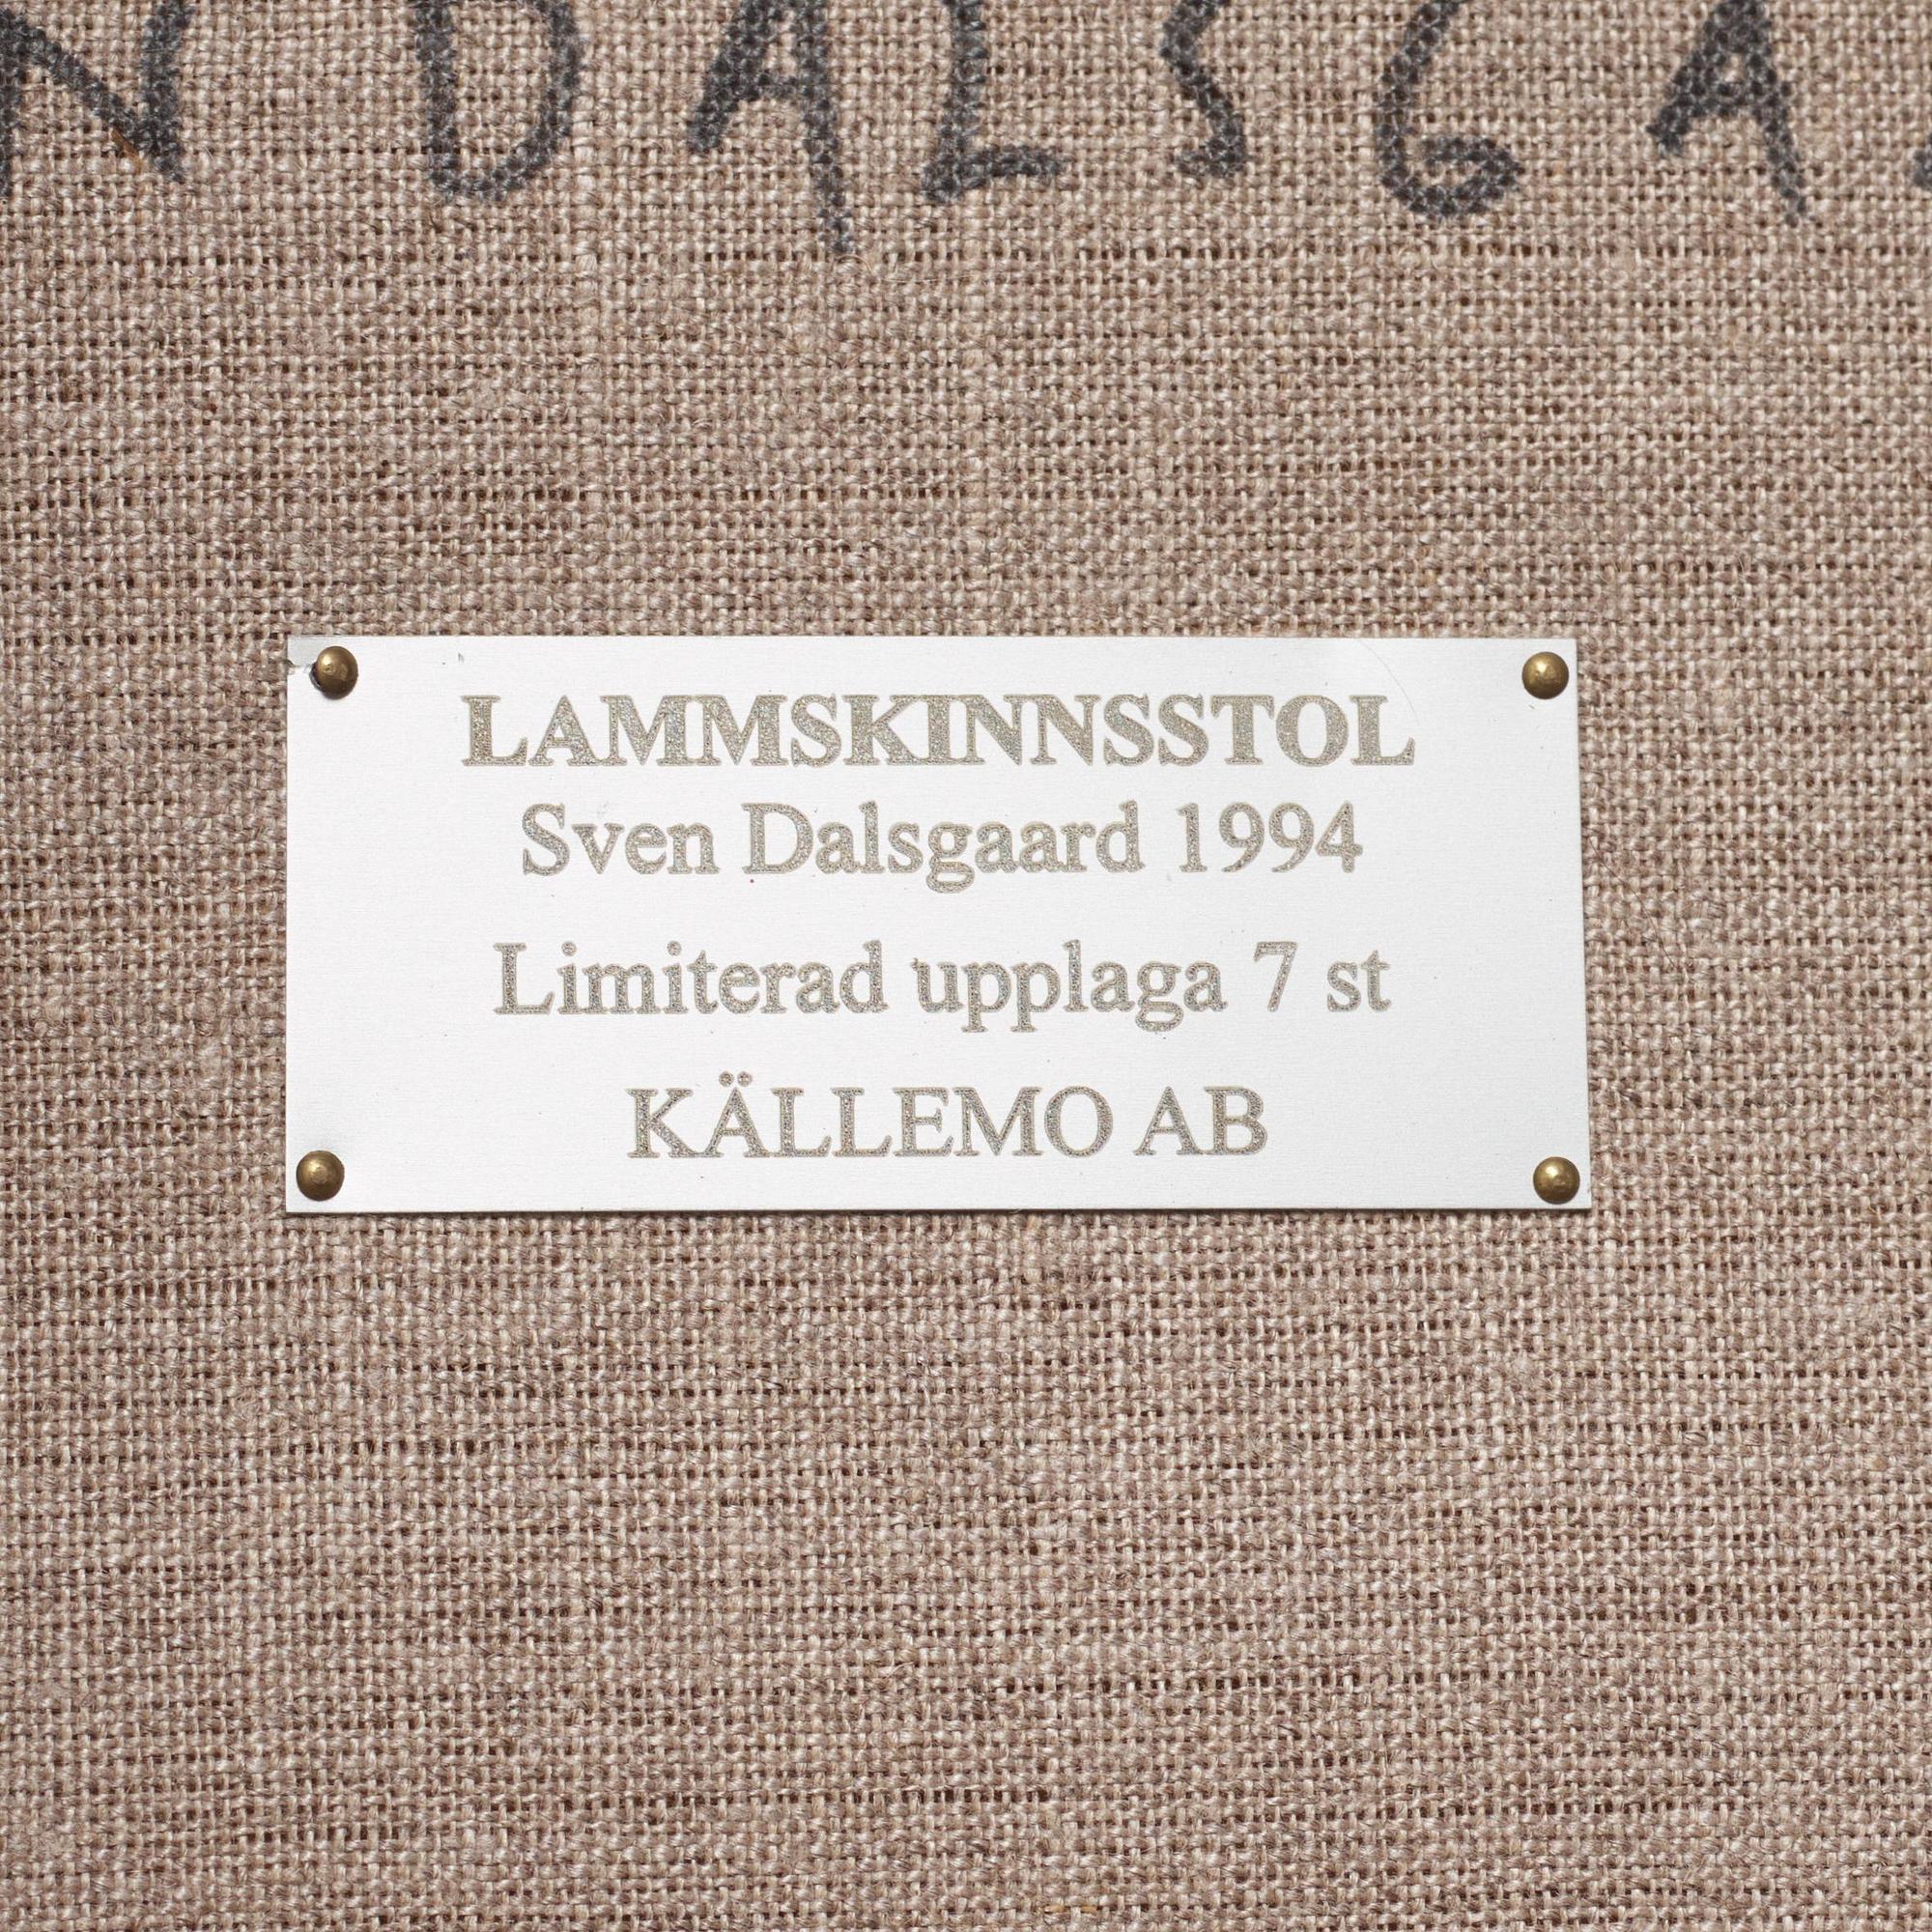 N DALSGA
LAMMSKINNSSTOL
Sven Dalsgaard 1994
Limiterad upplaga 7 st
KÄLLEMO AB